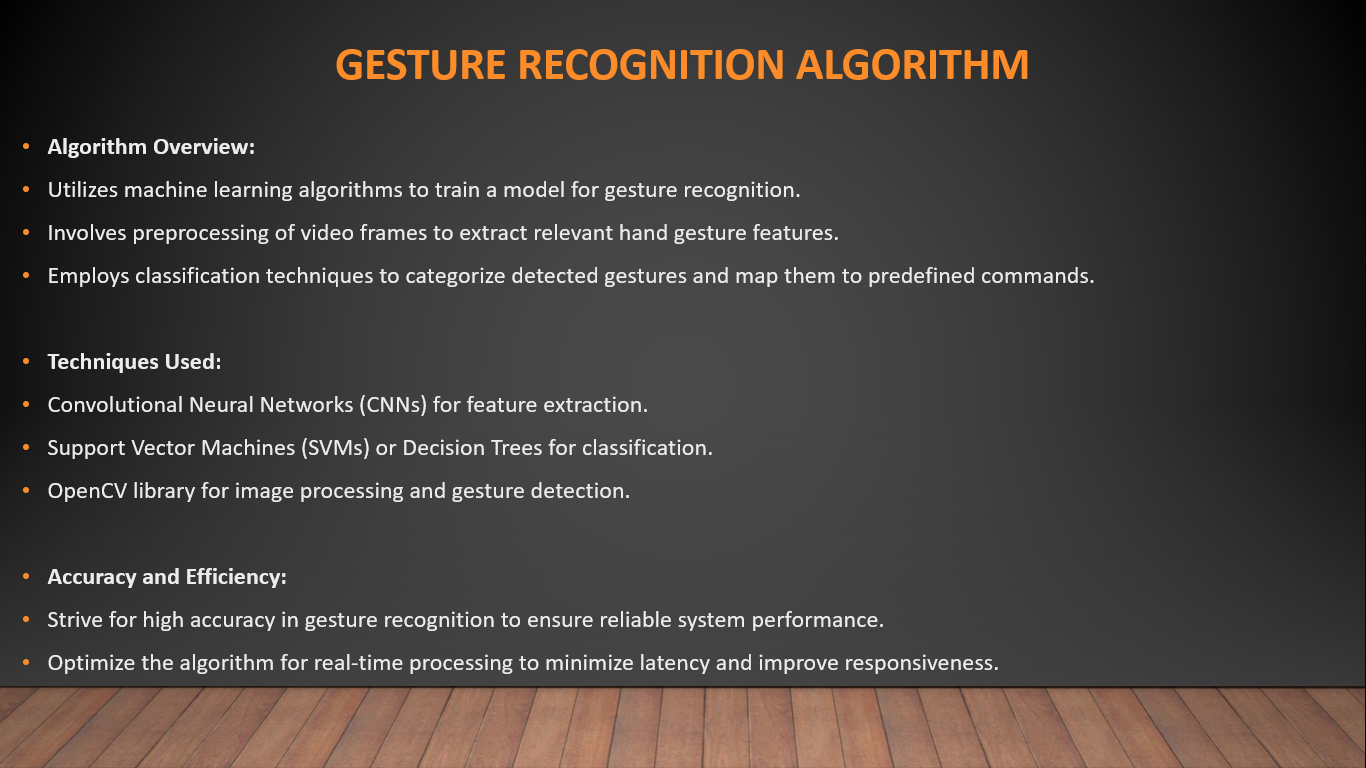 GESTURE RECOGNITION ALGORITHM
• Algorithm Overview:
• Utilizes machine learning algorithms to train a model for gesture recognition.
• Involves preprocessing of video frames to extract relevant hand gesture features.
• Employs classification techniques to categorize detected gestures and map them to predefined commands.
• Techniques Used:
• Convolutional Neural Networks (CNNs) for feature extraction.
• Support Vector Machines (SVMs) or Decision Trees for classification.
• OpenCV library for image processing and gesture detection.
• Accuracy and Efficiency:
• Strive for high accuracy in gesture recognition to ensure reliable system performance.
• Optimize the algorithm for real-time processing to minimize latency and improve responsiveness.